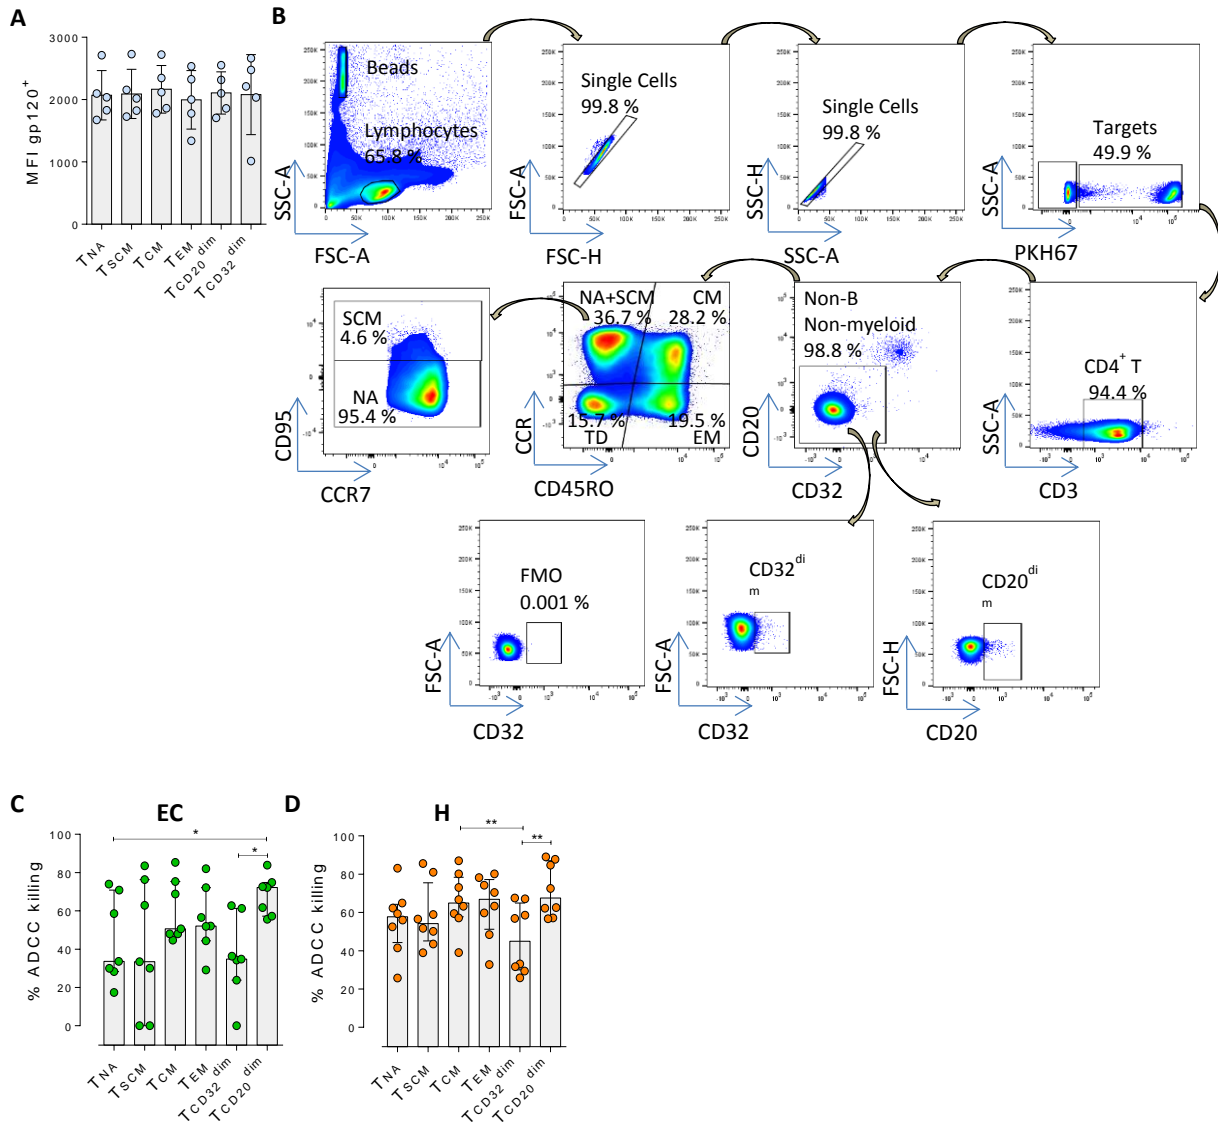 A
B
3000
2000
1000
0
MFI gp120+
TNA
TSCM
TCM
TEM
TCD20 dim
TCD32 dim
Beads
Lymphocytes
65.8 %
SSC-A
FSC-A
Single Cells
99.8 %
FSC-A
FSC-H
Single Cells
99.8 %
SSC-H
SSC-A
Targets
49.9 %
SSC-A
PKH67
SCM
4.6 %
NA
95.4 %
CD95
CCR7
NA+SCM
36.7 %
CM
28.2 %
15.7 %
TD
19.5 %
EM
CCR
CD45RO
Non-B
Non-myeloid
98.8 %
CD20
CD32
CD4+ T
94.4 %
SSC-A
CD3
FMO
0.001 %
FSC-A
CD32
CD32di
m
FSC-A
CD32
CD20di
m
FSC-H
CD20
C
EC
*
*
100
80
60
40
20
0
% ADCC killing
TNA
TSCM
TCM
TEM
TCD32 dim
TCD20 dim
D
H
**
**
100
80
60
40
20
0
% ADCC killing
TNA
TSCM
TCM
TEM
TCD32 dim
TCD20 dim